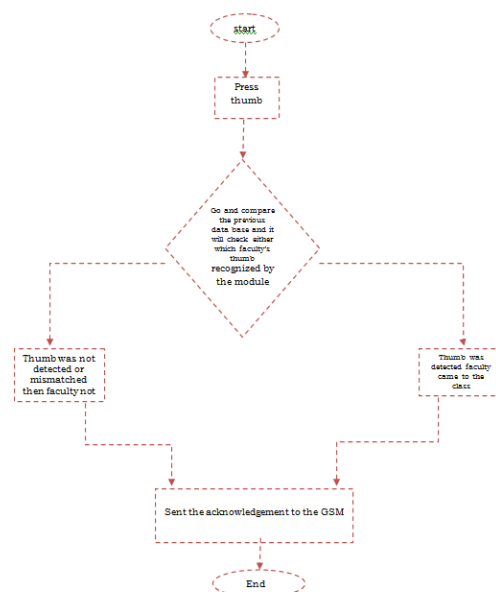 start
Press
thumb
Go and compare
the previous
data base and it
will check either
which faculty's
thumb
recognized by
the module
Thumb was not
detected or
mismatched
then faculty not
Thumb was
detected faculty
came to the
class
Sent the acknowledgement to the GSM
End